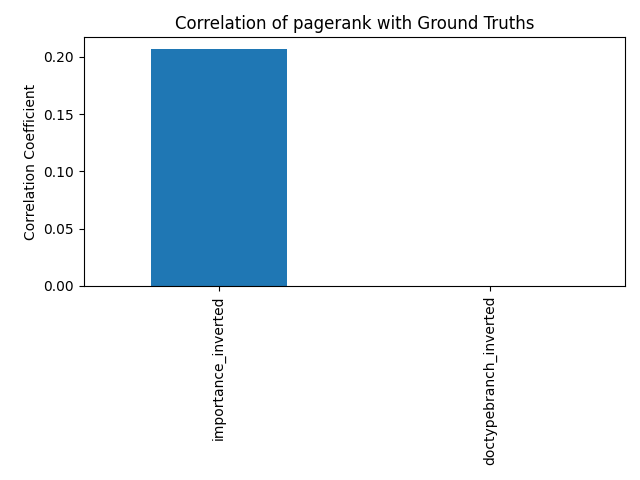 Correlation of pagerank with Ground Truths
Correlation Coefficient
0.20
0.15
0.10
0.05
0.00
importance_inverted
doctypebranch_inverted